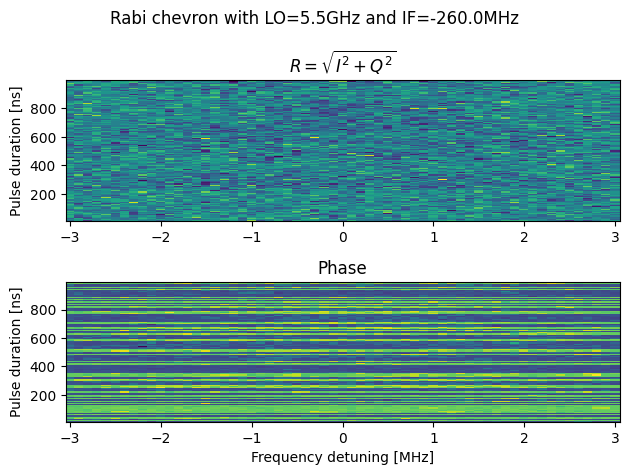 Rabi chevron with LO=5.5GHz and IF=-260.0MHz
R = √(I² + Q²)
Pulse duration [ns]
800
600
400
200
−3 −2 −1 0 1 2 3
Phase
Pulse duration [ns]
800
600
400
200
−3 −2 −1 0 1 2 3
Frequency detuning [MHz]